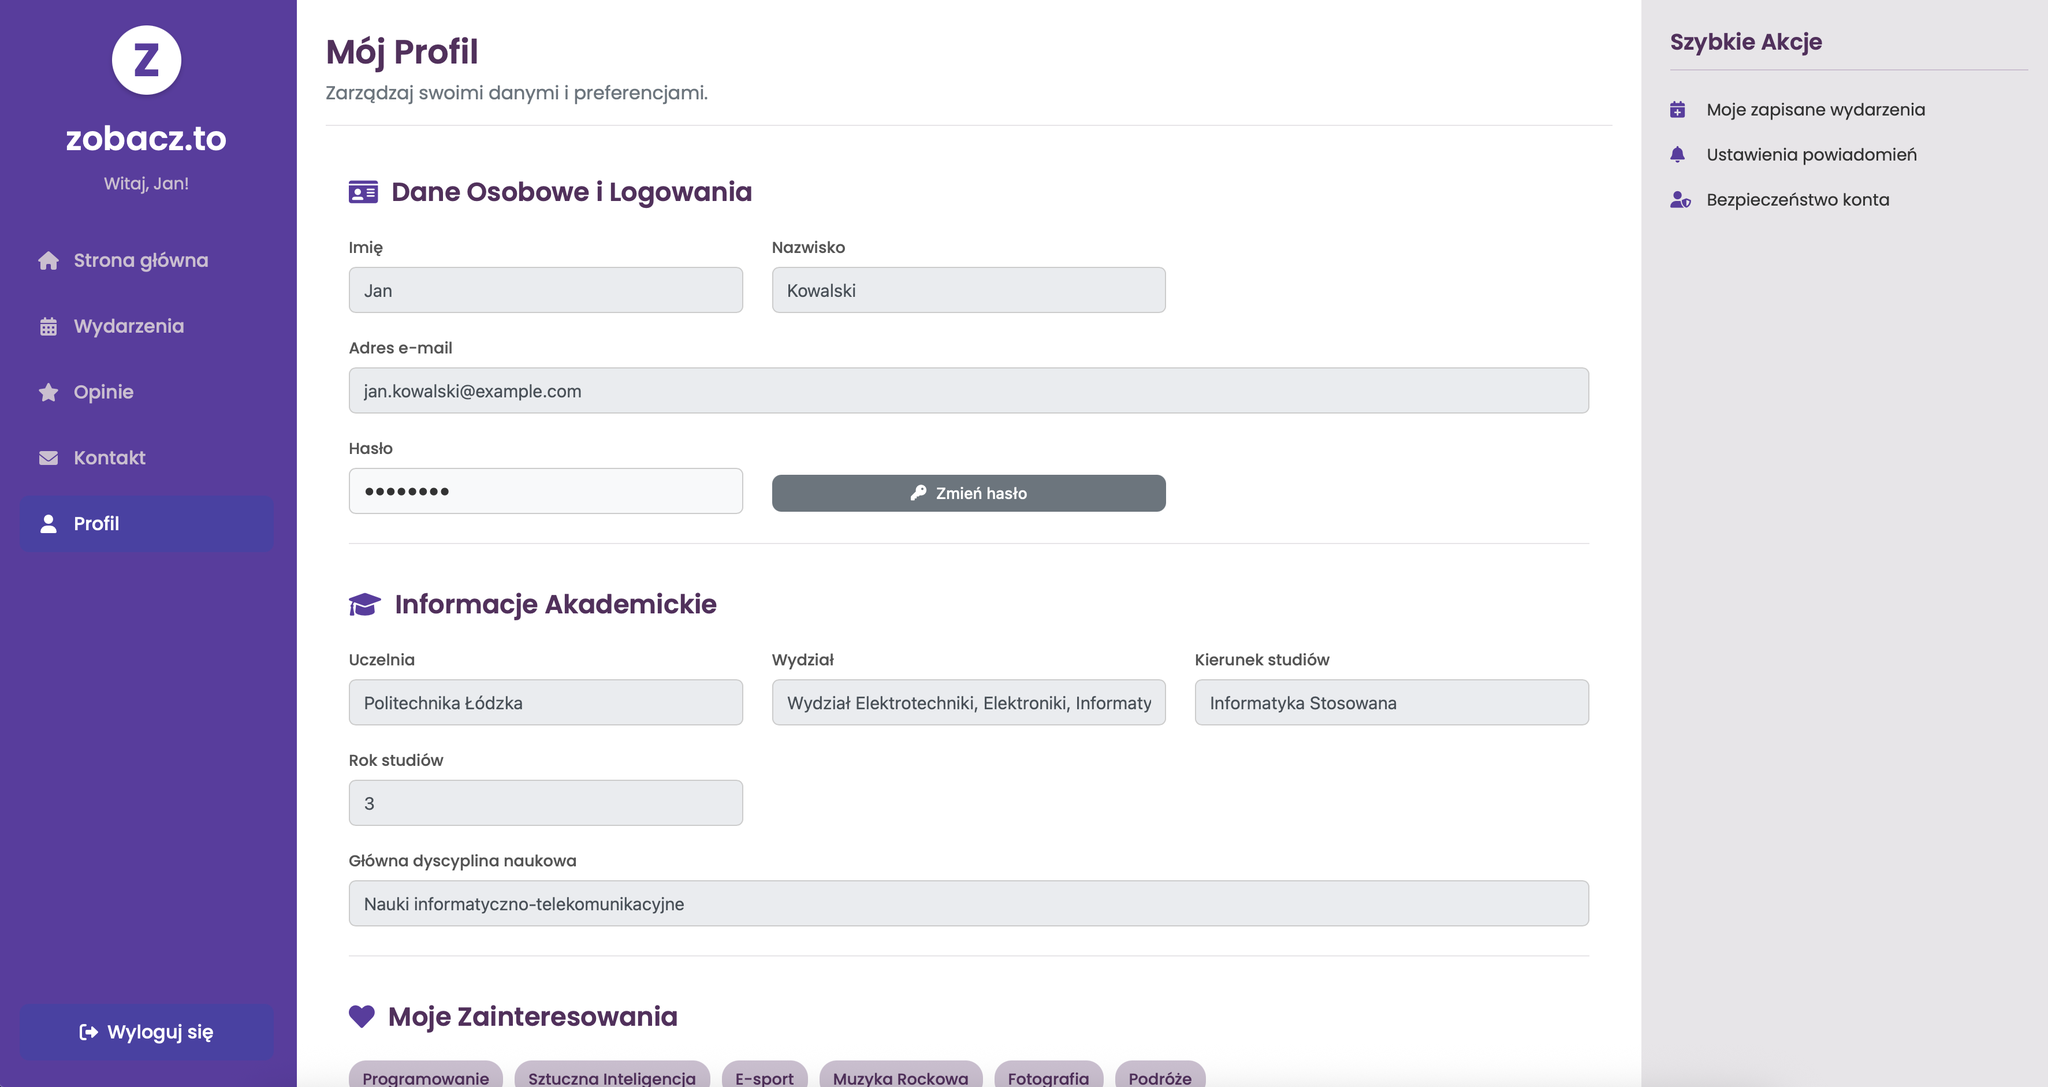 Z
zobacz.to
Witaj, Jan!
Strona główna
Wydarzenia
Opinie
Kontakt
Profil
Wyloguj się
Mój Profil
Zarządzaj swoimi danymi i preferencjami.
Dane Osobowe i Logowania
Imię
Nazwisko
Jan
Kowalski
Adres e-mail
jan.kowalski@example.com
Hasło
••••••••
Zmień hasło
Informacje Akademickie
Uczelnia
Wydział
Kierunek studiów
Politechnika Łódzka
Wydział Elektrotechniki, Elektroniki, Informaty
Informatyka Stosowana
Rok studiów
3
Główna dyscyplina naukowa
Nauki informatyczno-telekomunikacyjne
Moje Zainteresowania
Programowanie
Sztuczna Inteligencja
E-sport
Muzyka Rockowa
Fotografia
Podróże
Szybkie Akcje
Moje zapisane wydarzenia
Ustawienia powiadomień
Bezpieczeństwo konta